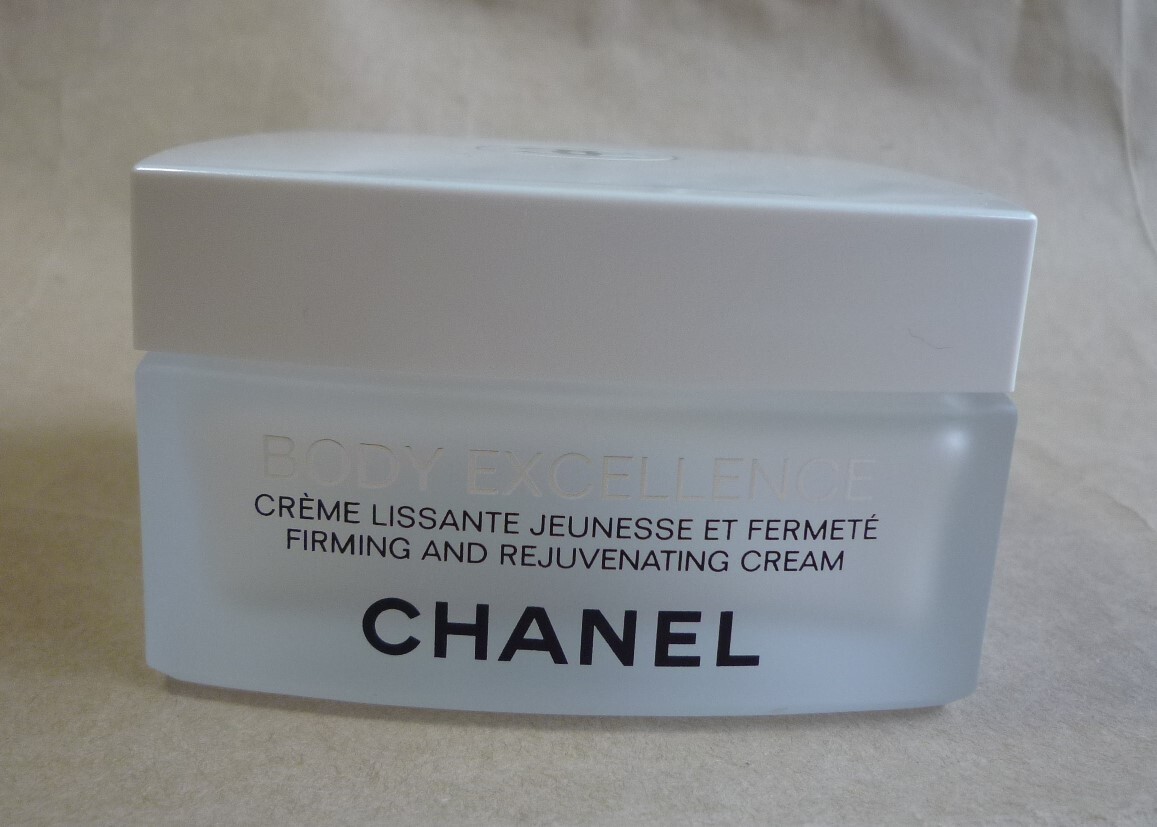 BODY EXCELLENCE
CRÈME LISSANTE JEUNESSE ET FERMETÉ
FIRMING AND REJUVENATING CREAM
CHANEL